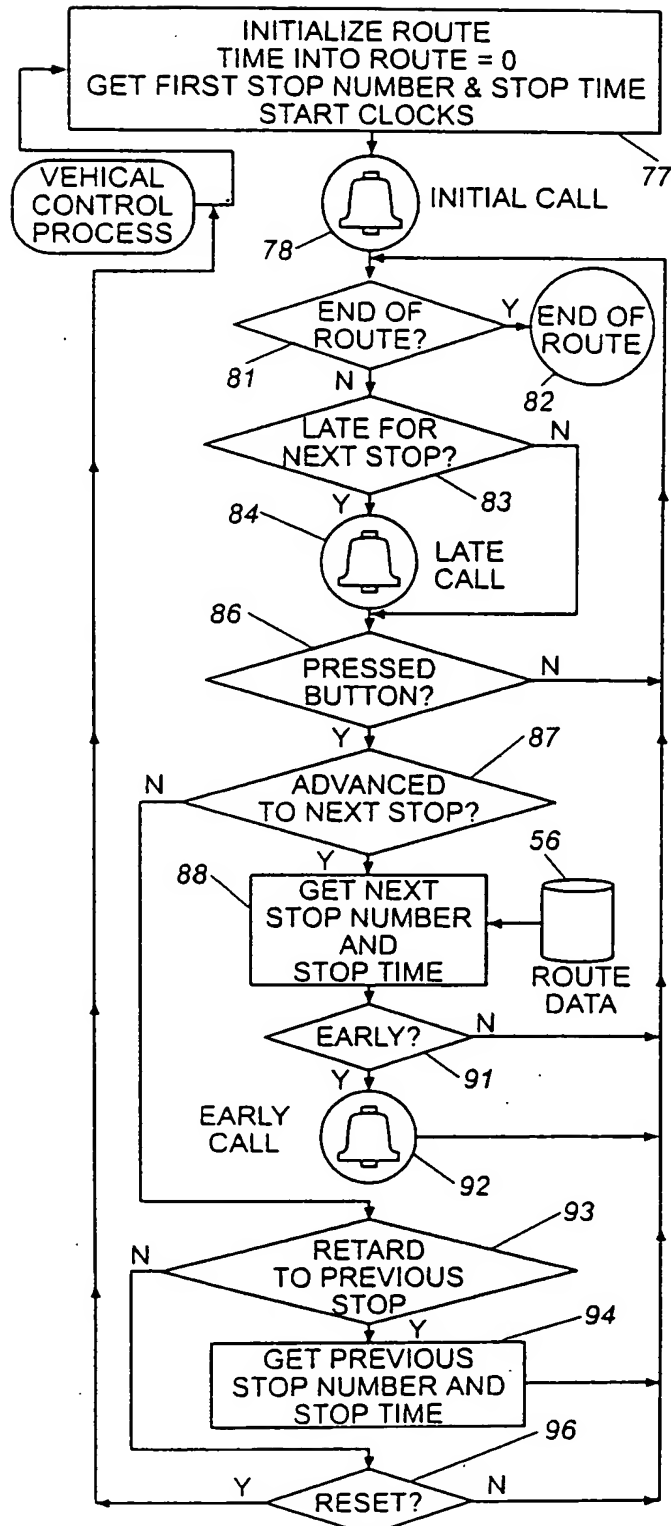 INITIALIZE ROUTE
TIME INTO ROUTE = 0
GET FIRST STOP NUMBER & STOP TIME
START CLOCKS
77
VEHICAL
CONTROL
PROCESS
INITIAL CALL
78
END OF
ROUTE?
81
Y
END OF
ROUTE
82
N
LATE FOR
NEXT STOP?
N
83
Y
84
LATE
CALL
86
PRESSED
BUTTON?
N
Y
87
N
ADVANCED
TO NEXT STOP?
Y
88
GET NEXT
STOP NUMBER
AND
STOP TIME
56
ROUTE
DATA
EARLY?
N
91
Y
EARLY
CALL
92
93
N
RETARD
TO PREVIOUS
STOP
Y
94
GET PREVIOUS
STOP NUMBER AND
STOP TIME
96
Y
RESET?
N